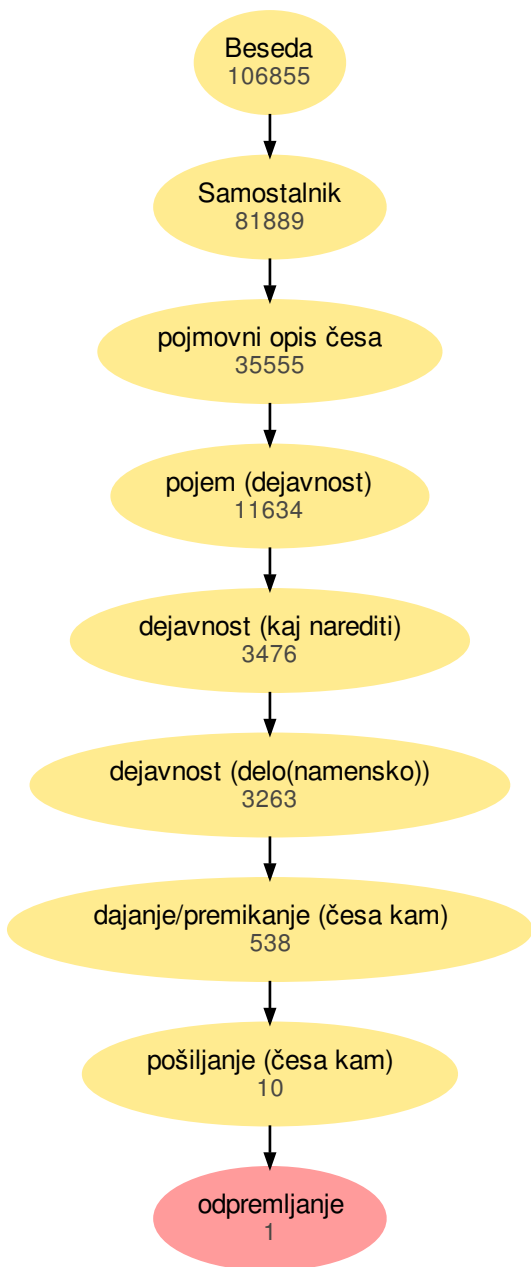 Beseda
106855
Samostalnik
81889
pojmovni opis česa
35555
pojem (dejavnost)
11634
dejavnost (kaj narediti)
3476
dejavnost (delo(namensko))
3263
dajanje/premikanje (česa kam)
538
pošiljanje (česa kam)
10
odpremljanje
1